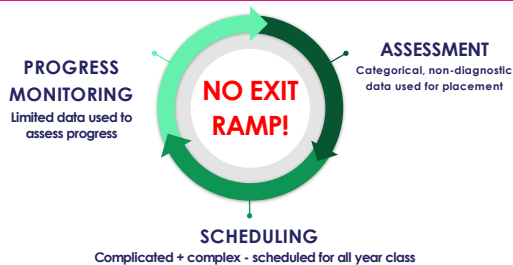 PROGRESS
MONITORING
Limited data used to
assess progress
NO EXIT
RAMP!
ASSESSMENT
Categorical, non-diagnostic
data used for placement
SCHEDULING
Complicated + complex - scheduled for all year class